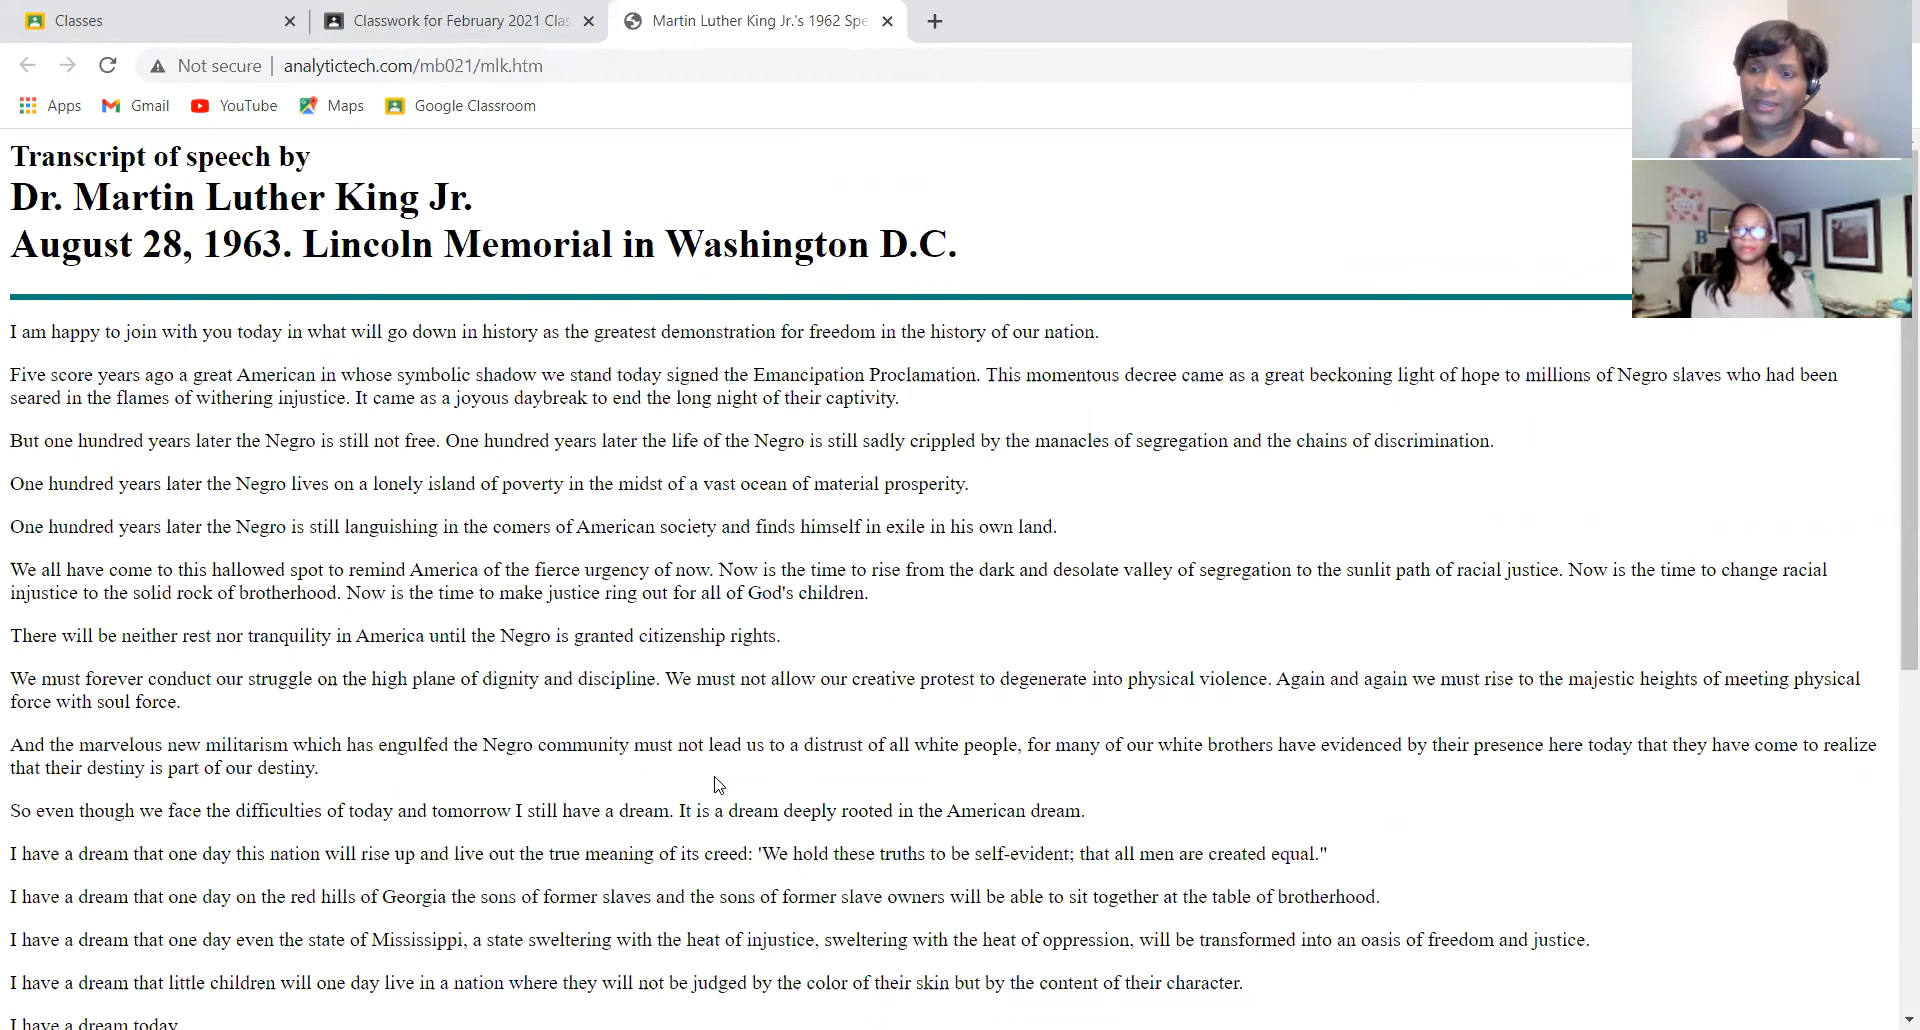 Classes
Classwork for February 2021 Clas
Martin Luther King Jr.'s 1962 Spe
Not secure
analytictech.com/mb021/mlk.htm
Apps
Gmail
YouTube
Maps
Google Classroom
Transcript of speech by
Dr. Martin Luther King Jr.
August 28, 1963. Lincoln Memorial in Washington D.C.
I am happy to join with you today in what will go down in history as the greatest demonstration for freedom in the history of our nation.
Five score years ago a great American in whose symbolic shadow we stand today signed the Emancipation Proclamation. This momentous decree came as a great beckoning light of hope to millions of Negro slaves who had been
seared in the flames of withering injustice. It came as a joyous daybreak to end the long night of their captivity.
But one hundred years later the Negro is still not free. One hundred years later the life of the Negro is still sadly crippled by the manacles of segregation and the chains of discrimination.
One hundred years later the Negro lives on a lonely island of poverty in the midst of a vast ocean of material prosperity.
One hundred years later the Negro is still languishing in the comers of American society and finds himself in exile in his own land.
We all have come to this hallowed spot to remind America of the fierce urgency of now. Now is the time to rise from the dark and desolate valley of segregation to the sunlit path of racial justice. Now is the time to change racial
injustice to the solid rock of brotherhood. Now is the time to make justice ring out for all of God's children.
There will be neither rest nor tranquility in America until the Negro is granted citizenship rights.
We must forever conduct our struggle on the high plane of dignity and discipline. We must not allow our creative protest to degenerate into physical violence. Again and again we must rise to the majestic heights of meeting physical
force with soul force.
And the marvelous new militarism which has engulfed the Negro community must not lead us to a distrust of all white people, for many of our white brothers have evidenced by their presence here today that they have come to realize
that their destiny is part of our destiny.
So even though we face the difficulties of today and tomorrow I still have a dream. It is a dream deeply rooted in the American dream.
I have a dream that one day this nation will rise up and live out the true meaning of its creed: 'We hold these truths to be self-evident; that all men are created equal."
I have a dream that one day on the red hills of Georgia the sons of former slaves and the sons of former slave owners will be able to sit together at the table of brotherhood.
I have a dream that one day even the state of Mississippi, a state sweltering with the heat of injustice, sweltering with the heat of oppression, will be transformed into an oasis of freedom and justice.
I have a dream that little children will one day live in a nation where they will not be judged by the color of their skin but by the content of their character.
I have a dream today.
B